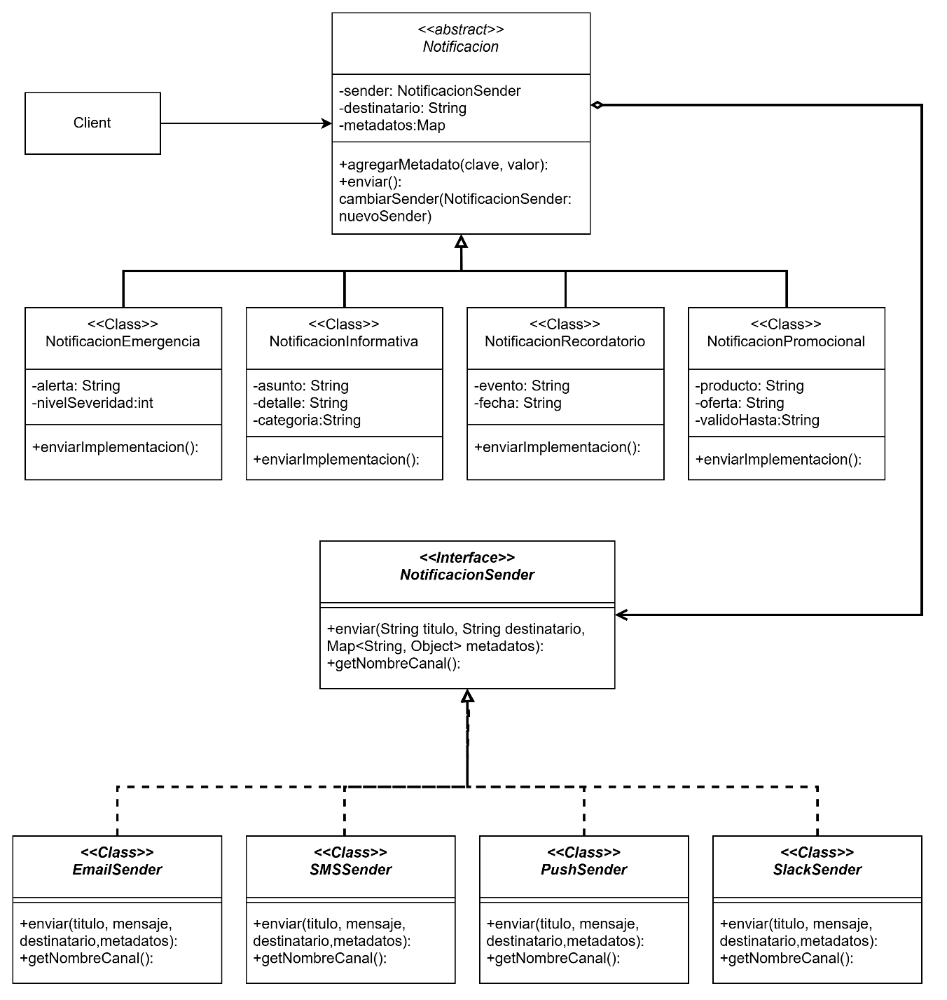 <<abstract>>
Notificacion
-sender: NotificacionSender
-destinatario: String
-metadatos:Map
+agregarMetadato(clave, valor):
+enviar():
cambiarSender(NotificacionSender:
nuevoSender)
Client
<<Class>>
NotificacionEmergencia
-alerta: String
-nivelSeveridad:int
+enviarImplementacion():
<<Class>>
NotificacionInformativa
-asunto: String
-detalle: String
-categoria:String
+enviarImplementacion():
<<Class>>
NotificacionRecordatorio
-evento: String
-fecha: String
+enviarImplementacion():
<<Class>>
NotificacionPromocional
-producto: String
-oferta: String
-validoHasta:String
+enviarImplementacion():
<<Interface>>
NotificacionSender
+enviar(String titulo, String destinatario,
Map<String, Object> metadatos):
+getNombreCanal():
<<Class>>
EmailSender
+enviar(titulo, mensaje,
destinatario,metadatos):
+getNombreCanal():
<<Class>>
SMSSender
+enviar(titulo, mensaje,
destinatario,metadatos):
+getNombreCanal():
<<Class>>
PushSender
+enviar(titulo, mensaje,
destinatario,metadatos):
+getNombreCanal():
<<Class>>
SlackSender
+enviar(titulo, mensaje,
destinatario,metadatos):
+getNombreCanal():